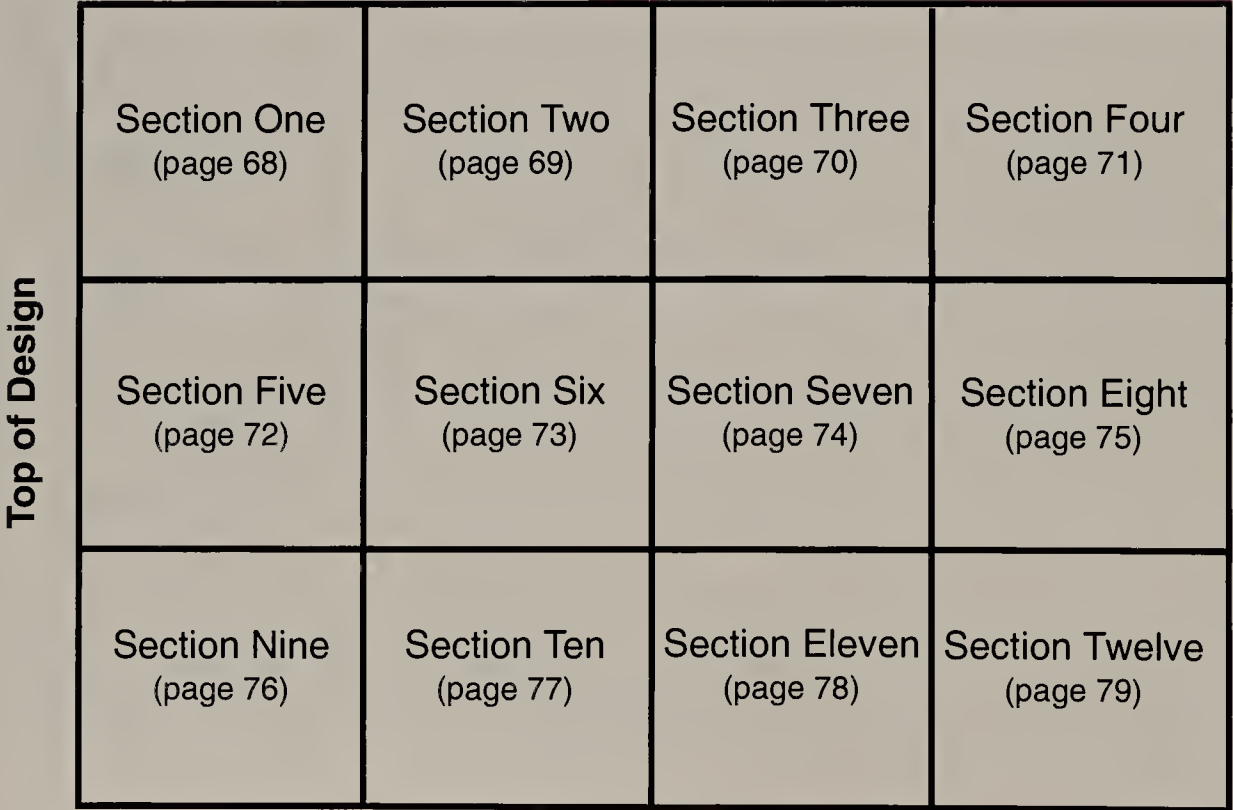 Top of Design
Section One
(page 68)
Section Two
(page 69)
Section Three
(page 70)
Section Four
(page 71)
Section Five
(page 72)
Section Six
(page 73)
Section Seven
(page 74)
Section Eight
(page 75)
Section Nine
(page 76)
Section Ten
(page 77)
Section Eleven
(page 78)
Section Twelve
(page 79)